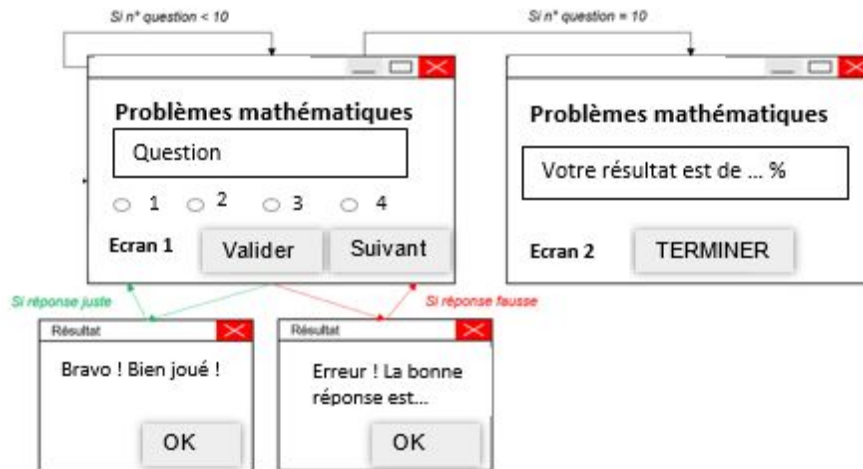 Si n° question < 10
Si n° question = 10
Problèmes mathématiques
Question
1 2 3 4
Ecran 1
Valider
Suivant
Problèmes mathématiques
Votre résultat est de ... %
Ecran 2
TERMINER
Si réponse juste
Si réponse fausse
Résultat
Bravo ! Bien joué !
OK
Résultat
Erreur ! La bonne
réponse est...
OK